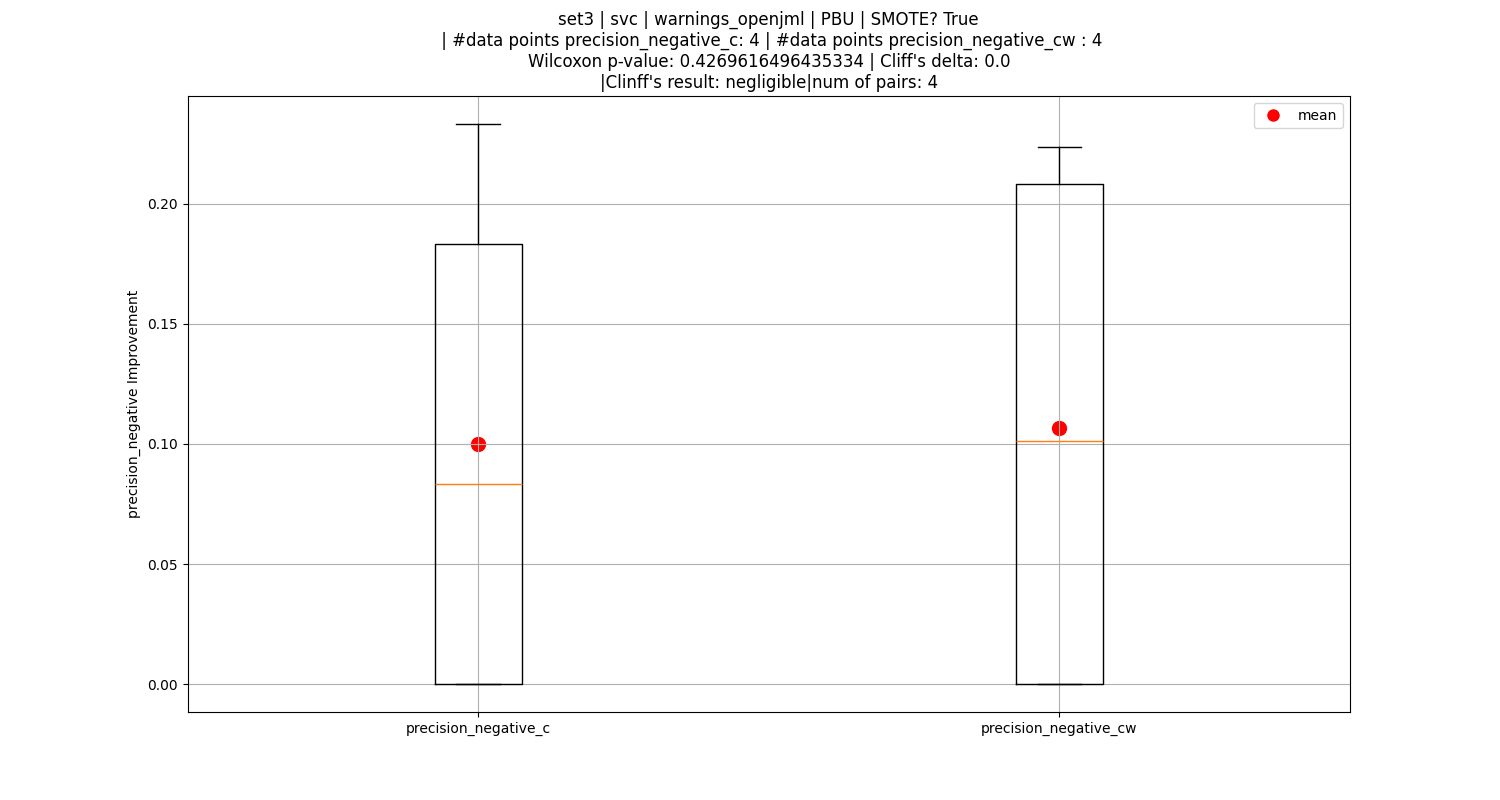 set3 | svc | warnings_openjml | PBU | SMOTE? True
| #data points precision_negative_c: 4 | #data points precision_negative_cw : 4
Wilcoxon p-value: 0.4269616496435334 | Cliff's delta: 0.0
|Clinff's result: negligible|num of pairs: 4
mean
0.20
0.15
0.10
0.05
0.00
precision_negative Improvement
precision_negative_c
precision_negative_cw